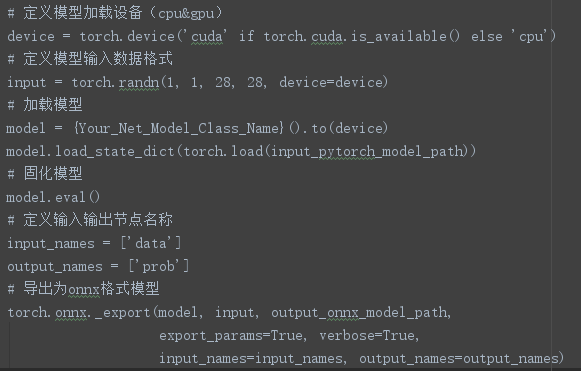 # 定义模型加载设备（cpu&gpu）
device = torch.device('cuda' if torch.cuda.is_available() else 'cpu')
# 定义模型输入数据格式
input = torch.randn(1, 1, 28, 28, device=device)
# 加载模型
model = {Your_Net_Model_Class_Name}().to(device)
model.load_state_dict(torch.load(input_pytorch_model_path))
# 固化模型
model.eval()
# 定义输入输出节点名称
input_names = ['data']
output_names = ['prob']
# 导出为onnx格式模型
torch.onnx._export(model, input, output_onnx_model_path,
export_params=True, verbose=True,
input_names=input_names, output_names=output_names)